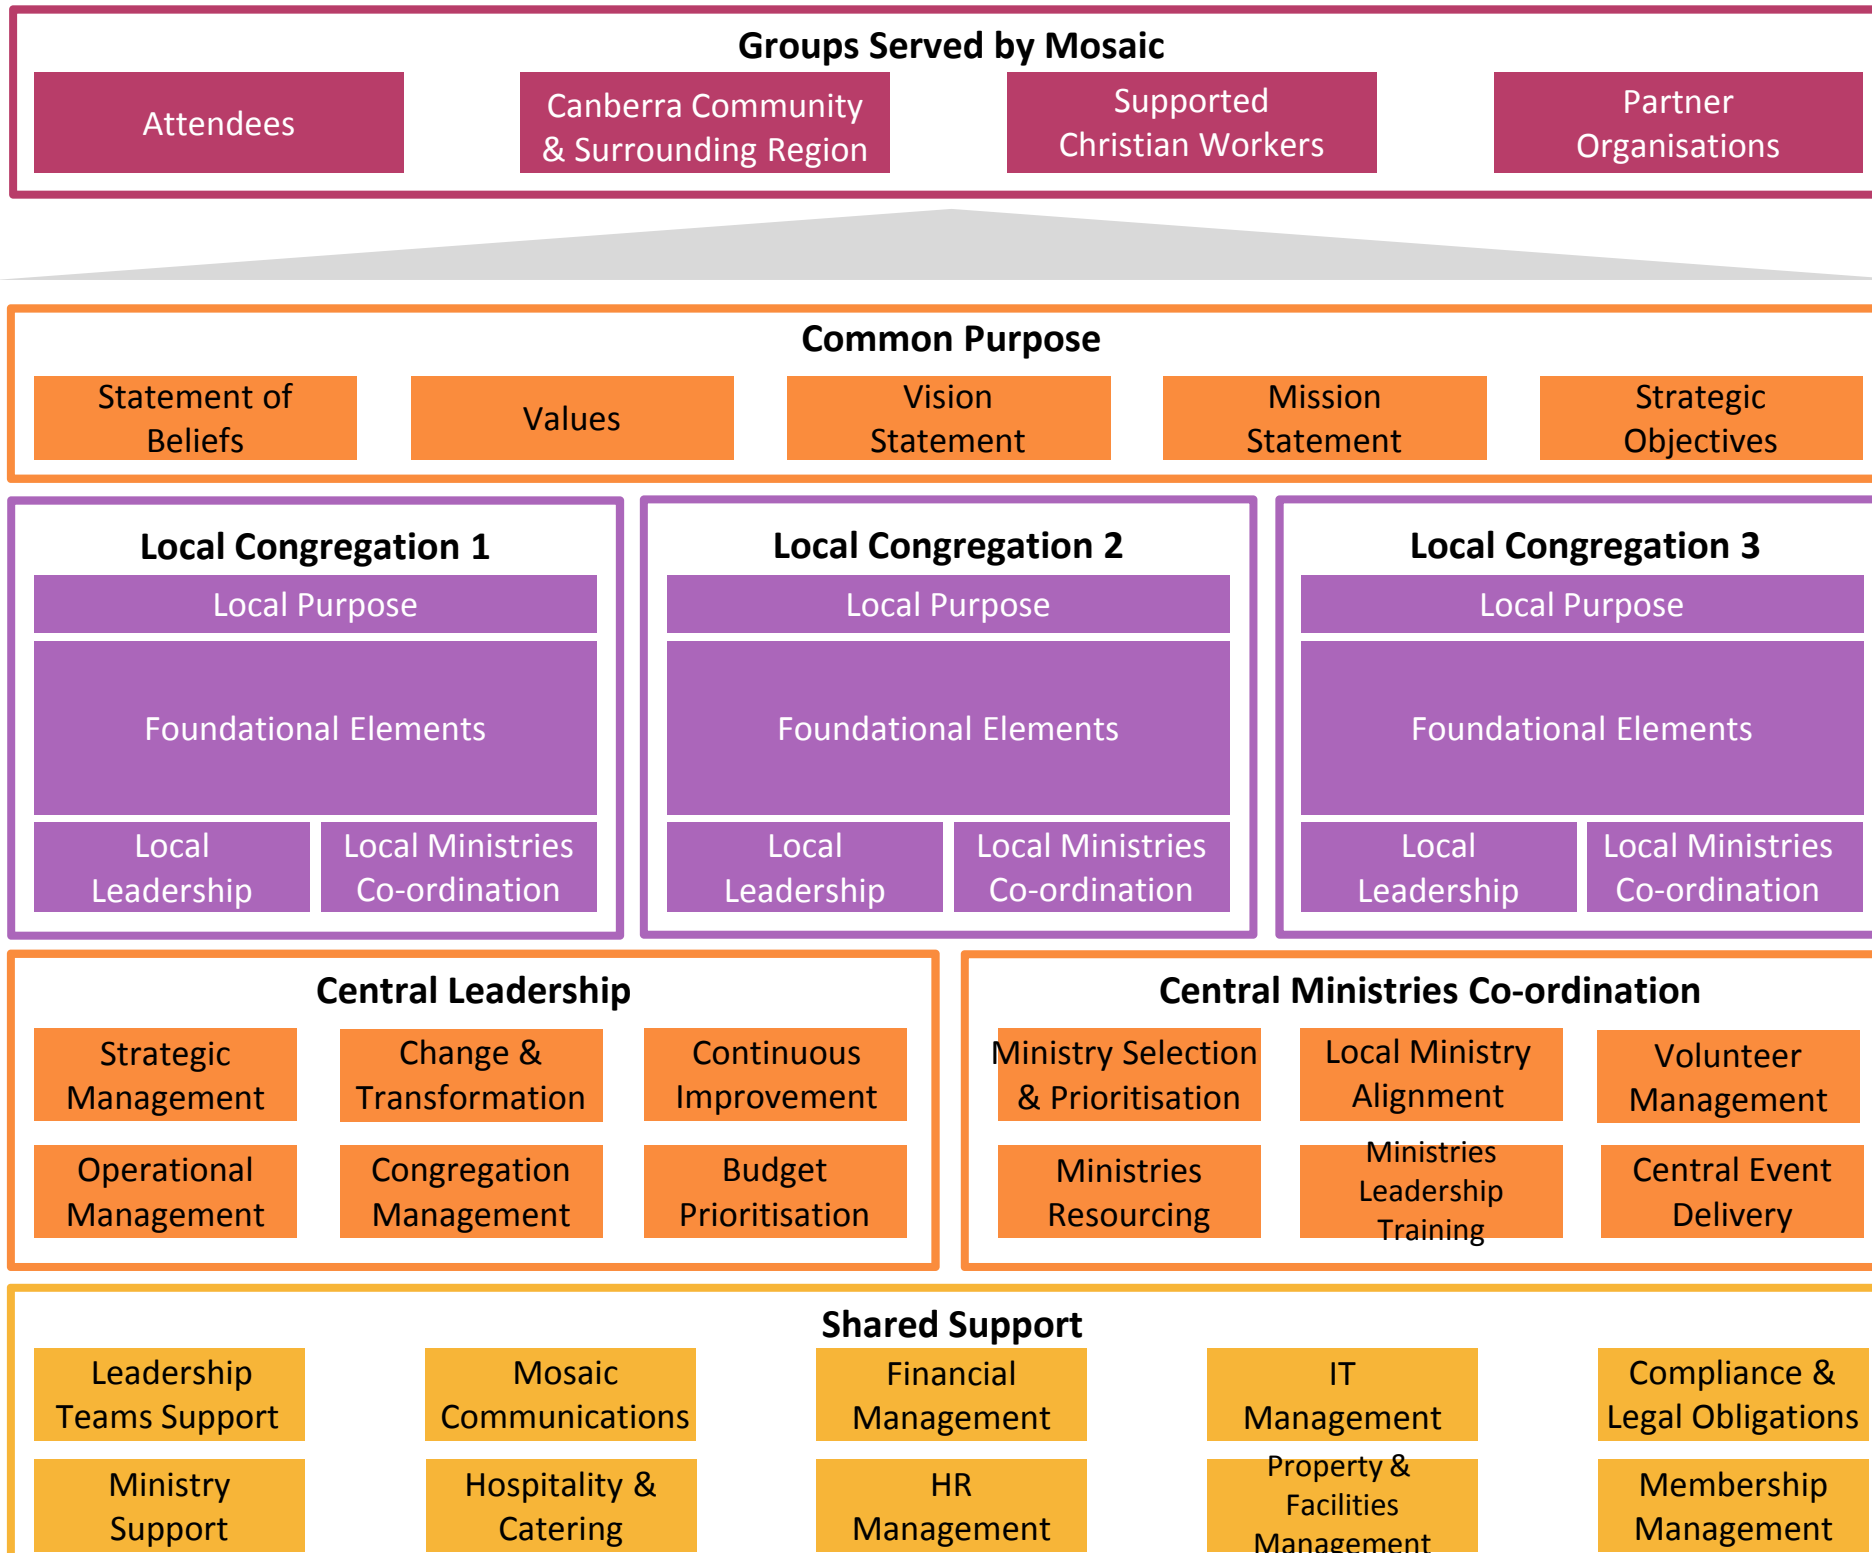 Groups Served by Mosaic
Attendees
Canberra Community
& Surrounding Region
Supported
Christian Workers
Partner
Organisations
Common Purpose
Statement of
Beliefs
Values
Vision
Statement
Mission
Statement
Strategic
Objectives
Local Congregation 1
Local Purpose
Foundational Elements
Local
Leadership
Local Ministries
Co-ordination
Local Congregation 2
Local Purpose
Foundational Elements
Local
Leadership
Local Ministries
Co-ordination
Local Congregation 3
Local Purpose
Foundational Elements
Local
Leadership
Local Ministries
Co-ordination
Central Leadership
Strategic
Management
Change &
Transformation
Continuous
Improvement
Operational
Management
Congregation
Management
Budget
Prioritisation
Central Ministries Co-ordination
Ministry Selection
& Prioritisation
Local Ministry
Alignment
Volunteer
Management
Ministries
Resourcing
Ministries
Leadership
Training
Central Event
Delivery
Shared Support
Leadership
Teams Support
Mosaic
Communications
Financial
Management
IT
Management
Compliance &
Legal Obligations
Ministry
Support
Hospitality &
Catering
HR
Management
Property &
Facilities
Management
Membership
Management